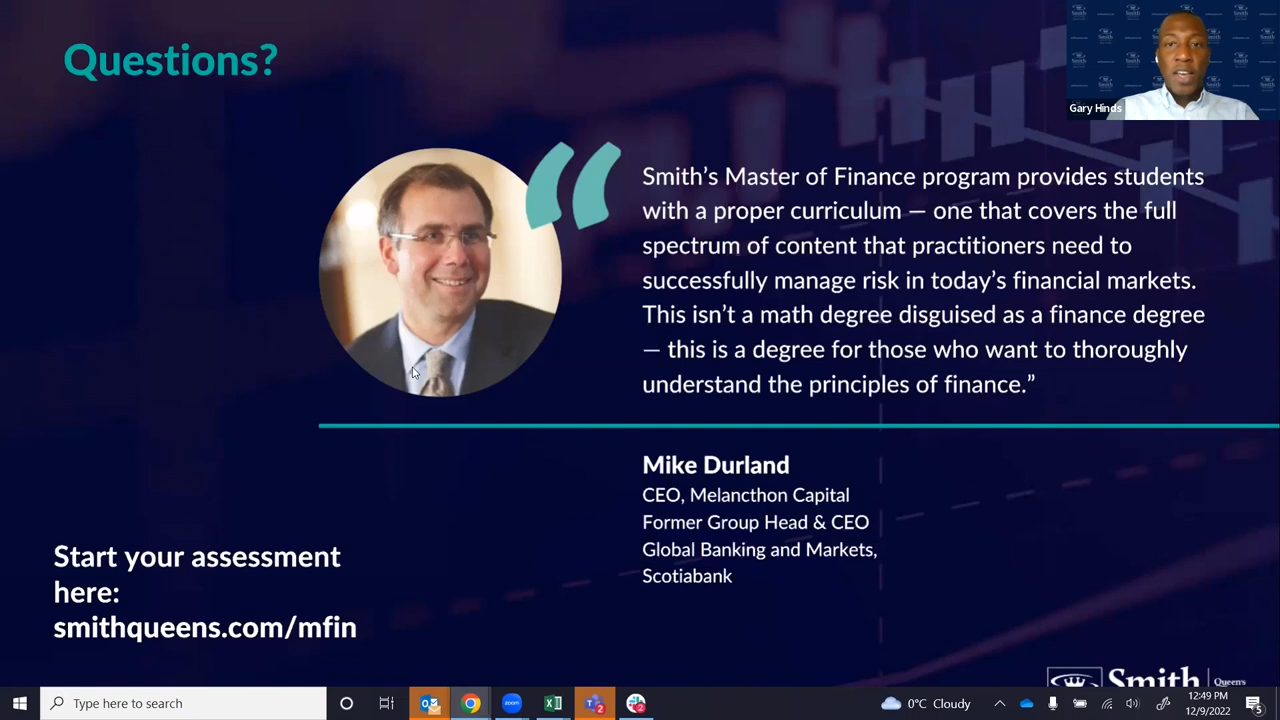 Questions?
Gary Hinds
Smith's Master of Finance program provides students
with a proper curriculum — one that covers the full
spectrum of content that practitioners need to
successfully manage risk in today's financial markets.
This isn't a math degree disguised as a finance degree
— this is a degree for those who want to thoroughly
understand the principles of finance.”
Mike Durland
CEO, Melancthon Capital
Former Group Head & CEO
Global Banking and Markets,
Scotiabank
Start your assessment
here:
smithqueens.com/mfin
Smith
Queen's
Type here to search
zoom
0°C Cloudy
12:49 PM
12/9/2022
5